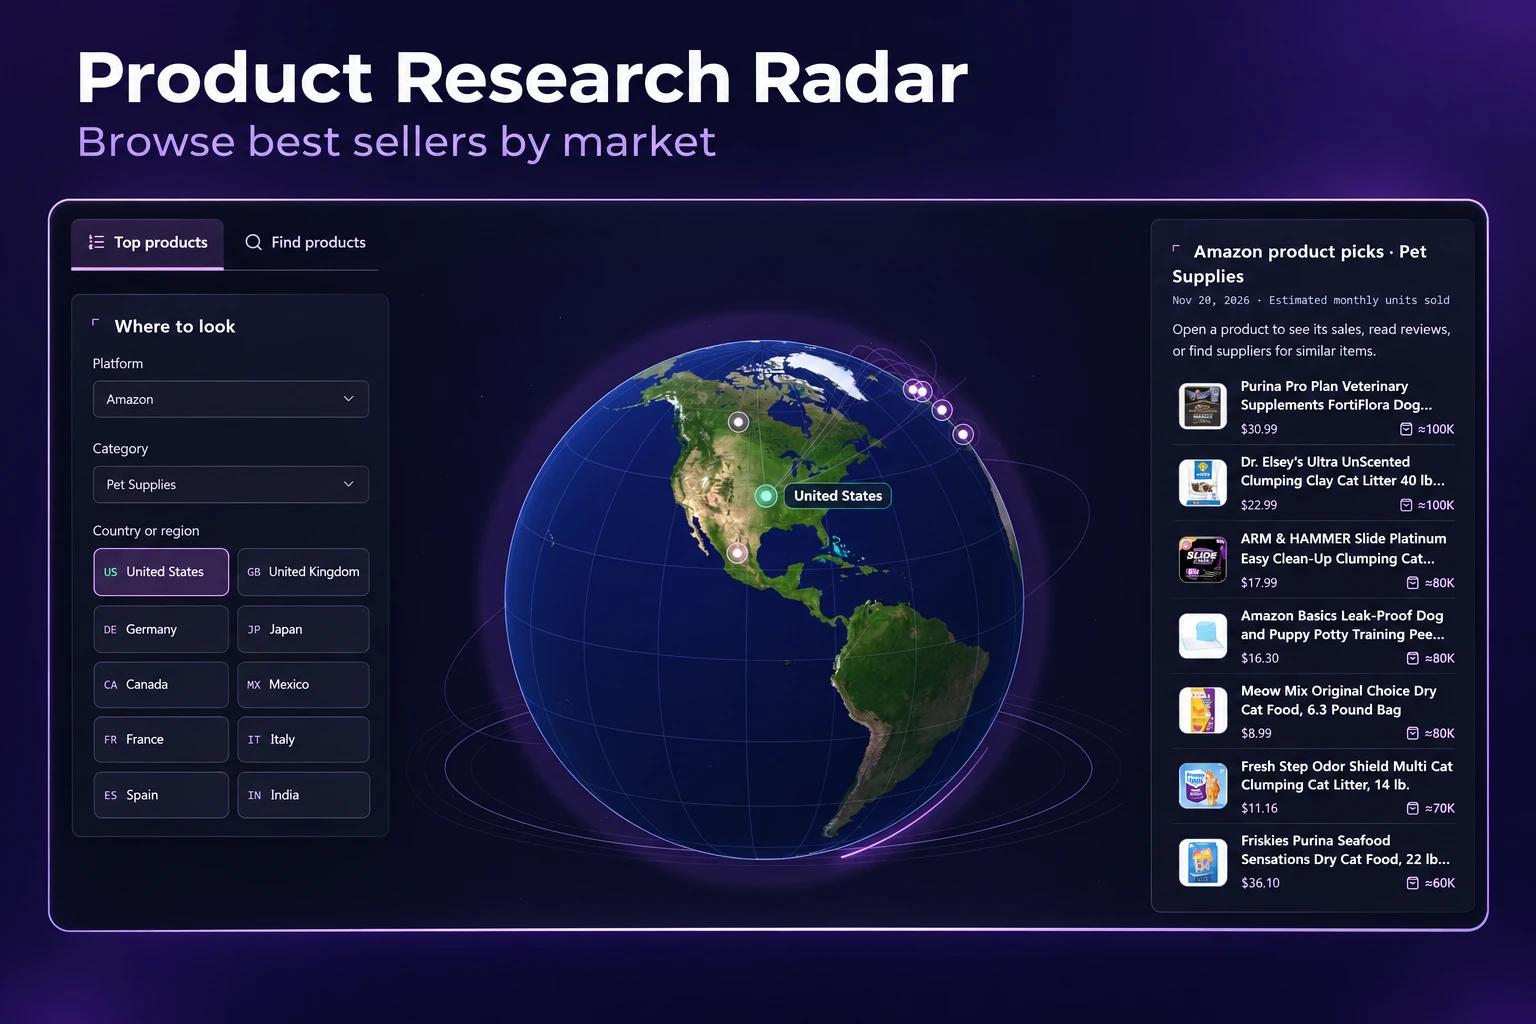 Product Research Radar
Browse best sellers by market
Top products
Find products
Where to look
Platform
Amazon
Category
Pet Supplies
Country or region
US United States
GB United Kingdom
DE Germany
JP Japan
CA Canada
MX Mexico
FR France
IT Italy
ES Spain
IN India
United States
Amazon product picks · Pet
Supplies
Nov 20, 2026 · Estimated monthly units sold
Open a product to see its sales, read reviews,
or find suppliers for similar items.
Purina Pro Plan Veterinary
Supplements FortiFlora Dog...
$30.99
≈100K
Dr. Elsey's Ultra UnScented
Clumping Clay Cat Litter 40 lb...
$22.99
≈100K
SLIDE
ARM & HAMMER Slide Platinum
Easy Clean-Up Clumping Cat...
$17.99
≈80K
Amazon Basics Leak-Proof Dog
and Puppy Potty Training Pee...
$16.30
≈80K
Meow Mix Original Choice Dry
Cat Food, 6.3 Pound Bag
$8.99
≈80K
Fresh Step Odor Shield Multi Cat
Clumping Cat Litter, 14 lb.
$11.16
≈70K
Friskies Purina Seafood
Sensations Dry Cat Food, 22 lb...
$36.10
≈60K